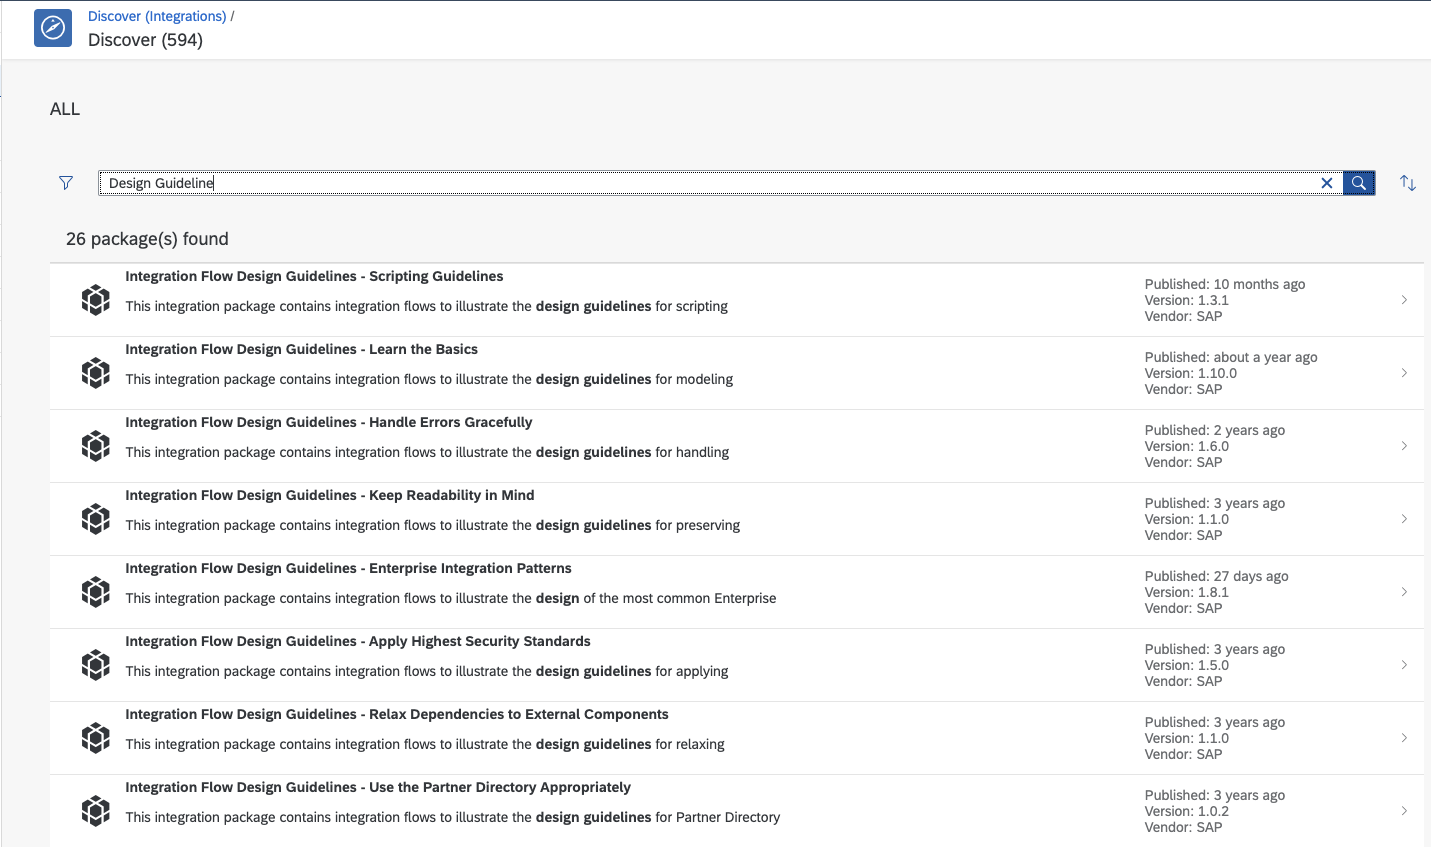 Discover (Integrations) /
Discover (594)
ALL
Design Guideline
26 package(s) found
Integration Flow Design Guidelines - Scripting Guidelines
This integration package contains integration flows to illustrate the design guidelines for scripting
Published: 10 months ago
Version: 1.3.1
Vendor: SAP
Integration Flow Design Guidelines - Learn the Basics
This integration package contains integration flows to illustrate the design guidelines for modeling
Published: about a year ago
Version: 1.10.0
Vendor: SAP
Integration Flow Design Guidelines - Handle Errors Gracefully
This integration package contains integration flows to illustrate the design guidelines for handling
Published: 2 years ago
Version: 1.6.0
Vendor: SAP
Integration Flow Design Guidelines - Keep Readability in Mind
This integration package contains integration flows to illustrate the design guidelines for preserving
Published: 3 years ago
Version: 1.1.0
Vendor: SAP
Integration Flow Design Guidelines - Enterprise Integration Patterns
This integration package contains integration flows to illustrate the design of the most common Enterprise
Published: 27 days ago
Version: 1.8.1
Vendor: SAP
Integration Flow Design Guidelines - Apply Highest Security Standards
This integration package contains integration flows to illustrate the design guidelines for applying
Published: 3 years ago
Version: 1.5.0
Vendor: SAP
Integration Flow Design Guidelines - Relax Dependencies to External Components
This integration package contains integration flows to illustrate the design guidelines for relaxing
Published: 3 years ago
Version: 1.1.0
Vendor: SAP
Integration Flow Design Guidelines - Use the Partner Directory Appropriately
This integration package contains integration flows to illustrate the design guidelines for Partner Directory
Published: 3 years ago
Version: 1.0.2
Vendor: SAP